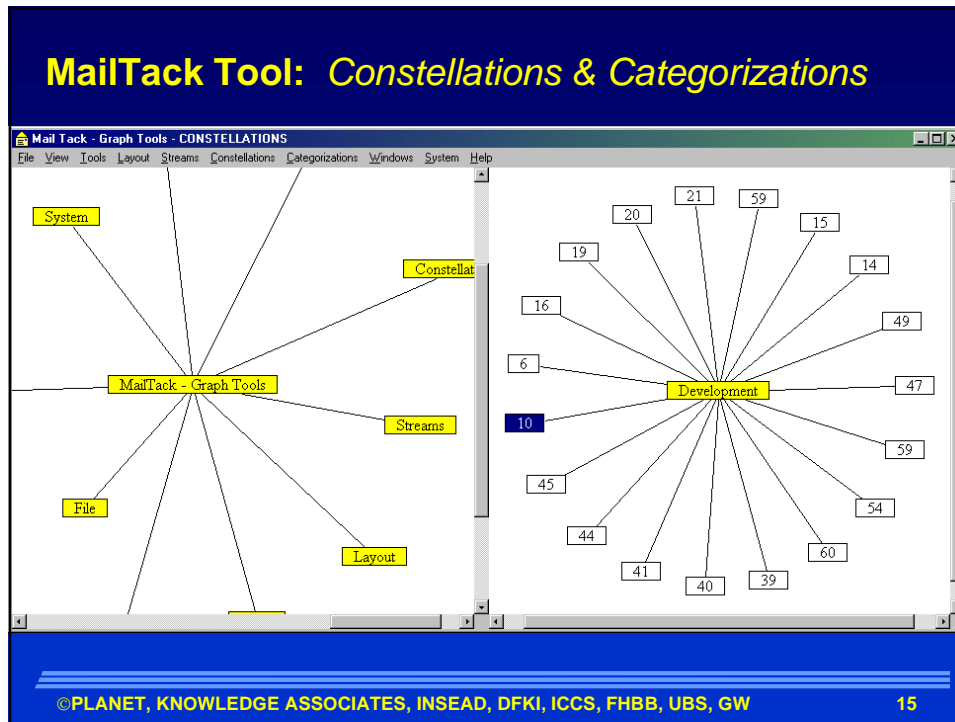 MailTack Tool: Constellations & Categorizations
Mail Tack - Graph Tools - CONSTELLATIONS
File View Tools Layout Streams Constellations Categorizations Windows System Help
System
Constellat
MailTack - Graph Tools
Streams
File
Layout
21
59
20
15
19
14
16
49
6
Development
47
10
59
45
54
44
60
41
40
39
©PLANET, KNOWLEDGE ASSOCIATES, INSEAD, DFKI, ICCS, FHBB, UBS, GW 15